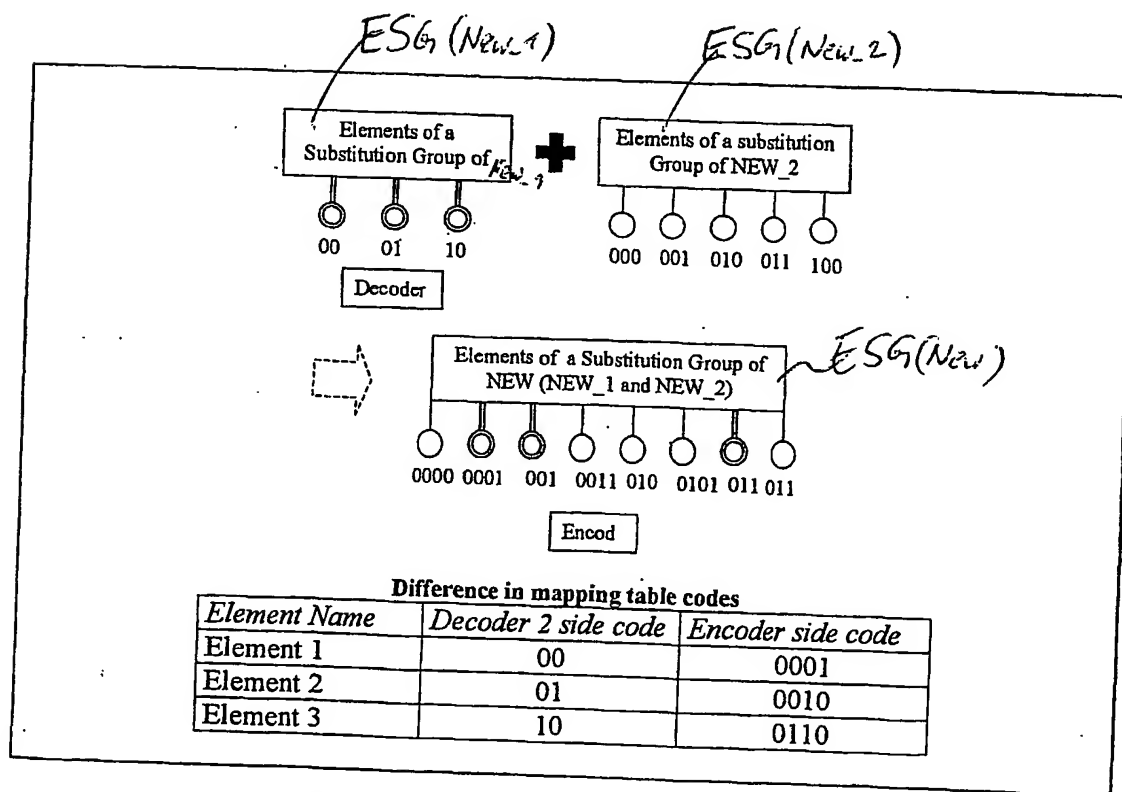 ESG(New_1) ESG(New_2)
Elements of a
Substitution Group of New_1
Elements of a substitution
Group of NEW_2
00 01 10
000 001 010 011 100
Decoder
Elements of a Substitution Group of
NEW (NEW_1 and NEW_2)
ESG(New)
0000 0001 001 0011 010 0101 011 011
Encod
Difference in mapping table codes
Element Name Decoder 2 side code Encoder side code
Element 1 00 0001
Element 2 01 0010
Element 3 10 0110